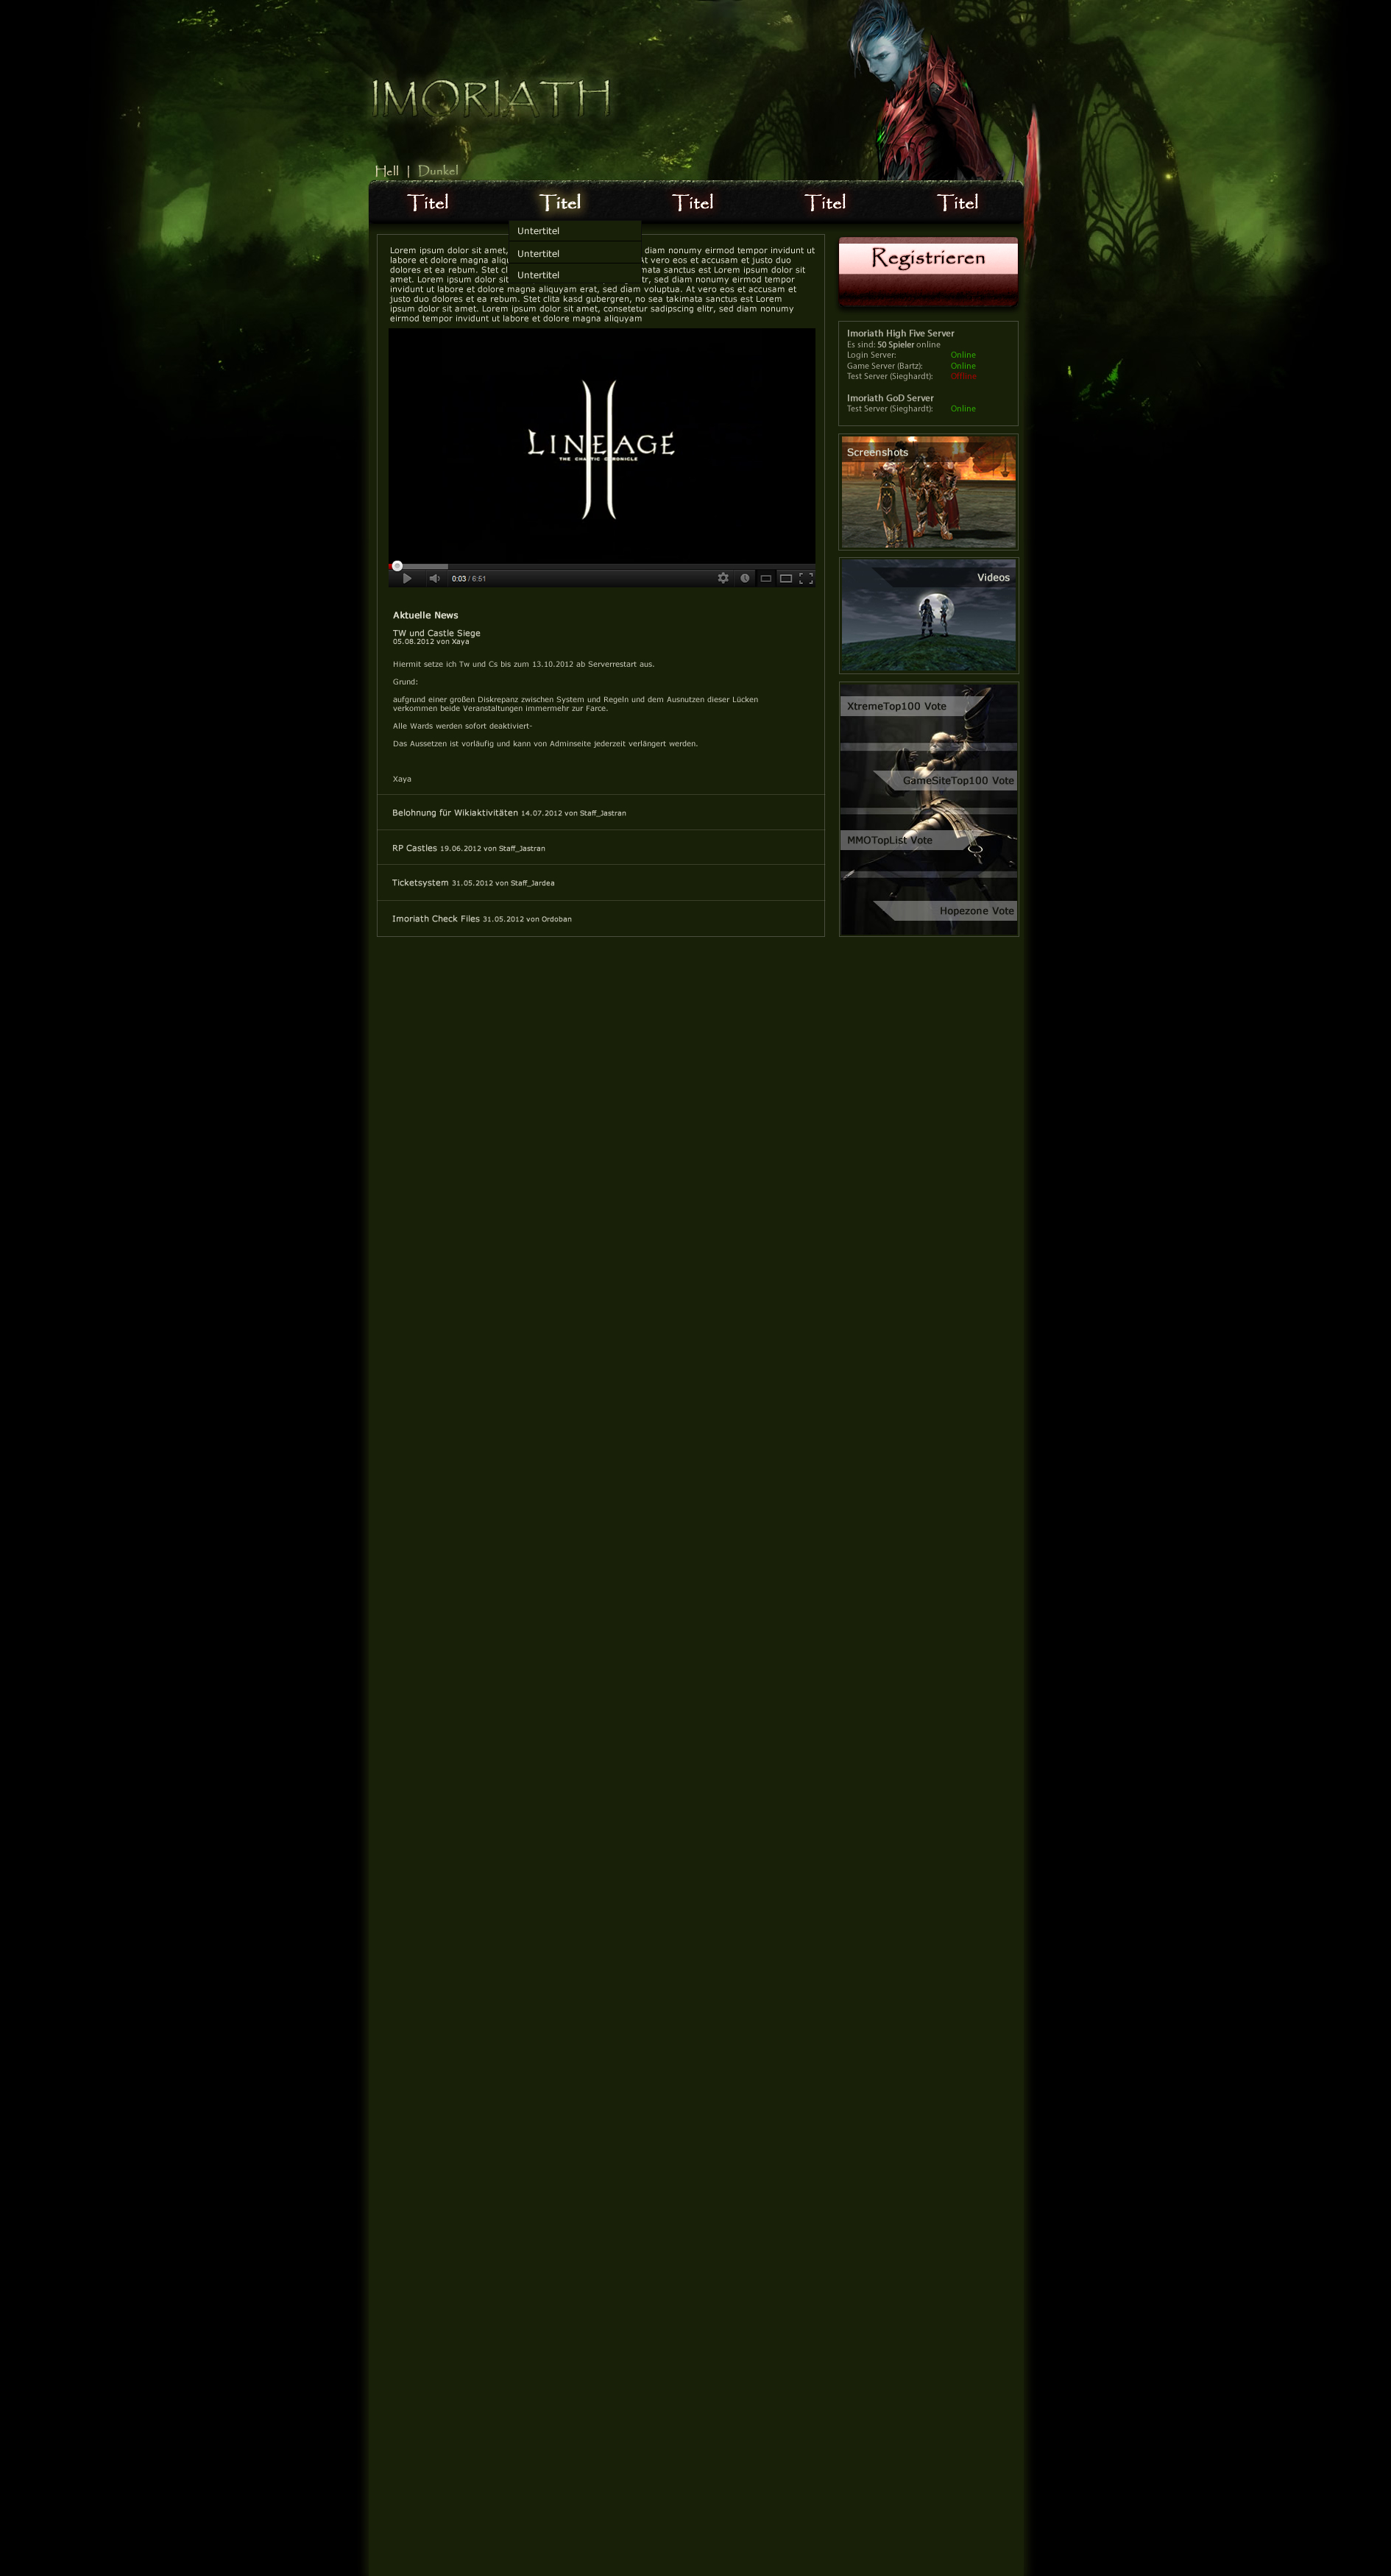 IMORIATH
Hell | Dunkel
Titel Titel Titel Titel Titel
Untertitel
Untertitel
Untertitel
Lorem ipsum dolor sit amet, diam nonumy eirmod tempor invidunt ut
labore et dolore magna At vero eos et accusam et justo duo
dolores et ea rebum. Stet sanctus est Lorem ipsum dolor sit
amet. Lorem ipsum dolor sit sed diam nonumy eirmod tempor
invidunt ut labore et dolore magna aliquyam erat, sed diam voluptua. At vero eos et accusam et
justo duo dolores et ea rebum. Stet clita kasd gubergren, no sea takimata sanctus est Lorem
ipsum dolor sit amet. Lorem ipsum dolor sit amet, consetetur sadipscing elitr, sed diam nonumy
eirmod tempor invidunt ut labore et dolore magna aliquyam
LINEAGE II
THE CHAOTIC CHRONICLE
0:03 / 6:51
Aktuelle News
TW und Castle Siege
05.08.2012 von Xaya
Hiermit setze ich Tw und Cs bis zum 13.10.2012 ab Serverrestart aus.
Grund:
aufgrund einer großen Diskrepanz zwischen System und Regeln und dem Ausnutzen dieser Lücken
verkommen beide Veranstaltungen immermehr zur Farce.
Alle Wards werden sofort deaktiviert-
Das Aussetzen ist vorläufig und kann von Adminseite jederzeit verlängert werden.
Xaya
Belohnung für Wikiaktivitäten 14.07.2012 von Staff_Jastran
RP Castles 19.06.2012 von Staff_Jastran
Ticketsystem 31.05.2012 von Staff_Jardea
Imoriath Check Files 31.05.2012 von Ordoban
Registrieren
Imoriath High Five Server
Es sind: 50 Spieler online
Login Server: Online
Game Server (Bartz): Online
Test Server (Sieghardt): Offline
Imoriath GoD Server
Test Server (Sieghardt): Online
Screenshots
Videos
XtremeTop100 Vote
GameSiteTop100 Vote
MMOTopList Vote
Hopezone Vote